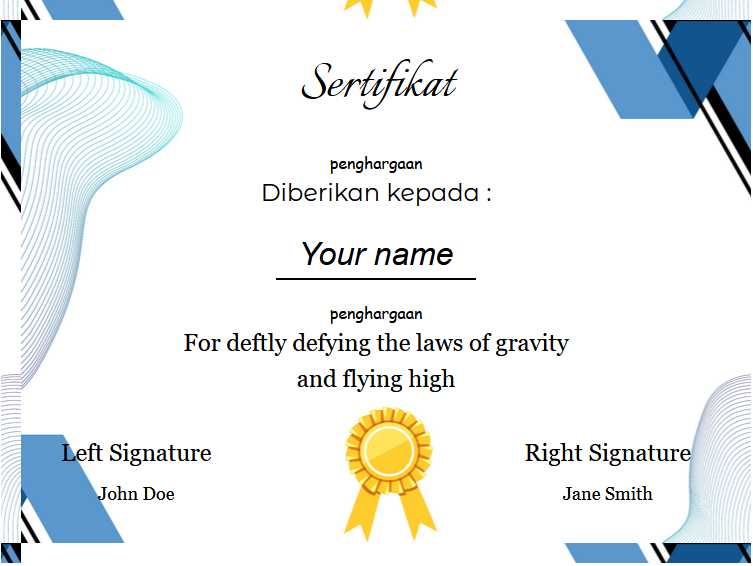 Sertifikat
penghargaan
Diberikan kepada :
Your name
penghargaan
For deftly defying the laws of gravity
and flying high
Left Signature
Right Signature
John Doe
Jane Smith